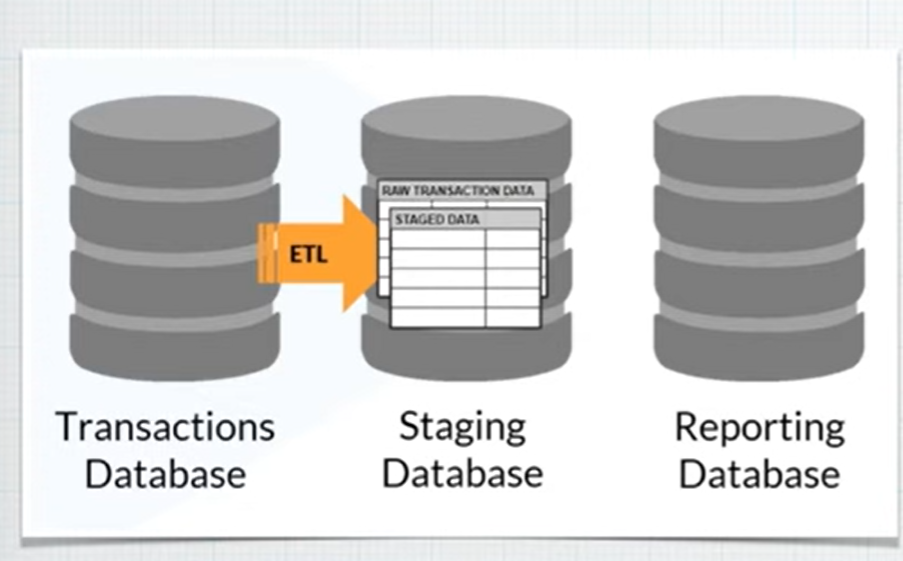 RAW TRANSACTION DATA
STAGED DATA
ETL
Transactions
Database
Staging
Database
Reporting
Database